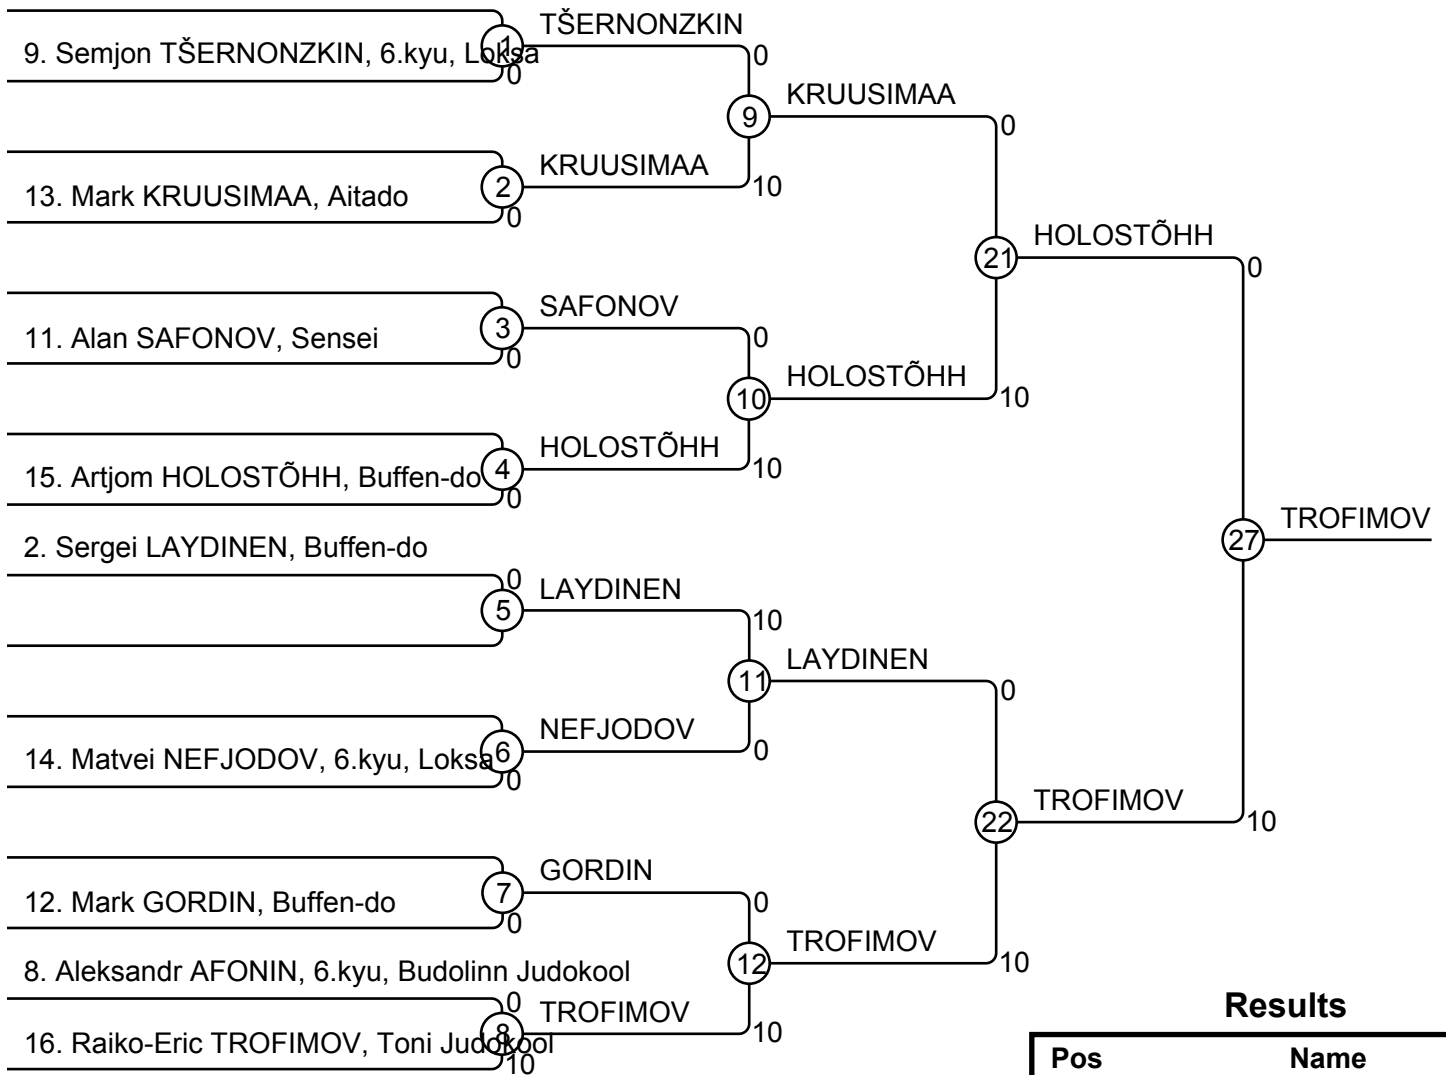 TŠERNONZKIN
9. Semjon TŠERNONZKIN, 6.kyu, Loksa
1
0
0
KRUUSIMAA
9
0
KRUUSIMAA
13. Mark KRUUSIMAA, Aitado
2
10
0
HOLOSTÕHH
21
0
SAFONOV
11. Alan SAFONOV, Sensei
3
0
0
HOLOSTÕHH
10
10
HOLOSTÕHH
15. Artjom HOLOSTÕHH, Buffen-do
4
10
0
TROFIMOV
27
2. Sergei LAYDINEN, Buffen-do
0
LAYDINEN
5
10
LAYDINEN
11
0
NEFJODOV
14. Matvei NEFJODOV, 6.kyu, Loksa
6
0
0
TROFIMOV
22
10
GORDIN
12. Mark GORDIN, Buffen-do
7
0
0
TROFIMOV
12
10
8. Aleksandr AFONIN, 6.kyu, Budolinn Judokool
0
TROFIMOV
16. Raiko-Eric TROFIMOV, Toni Judokool
8
10
10
Results
Pos Name